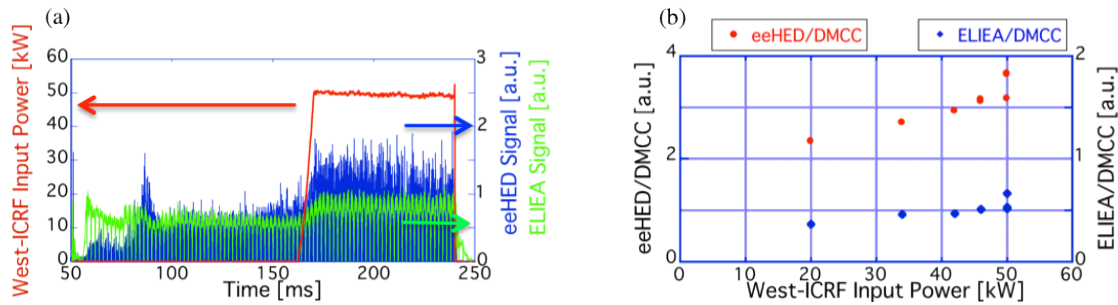 (a)
West-ICRF Input Power [kW]
60
50
40
30
20
10
0
50
100
150
200
250
Time [ms]
3
2
1
0
eeHED Signal [a.u.]
ELIEA Signal [a.u.]
(b)
eeHED/DMCC
ELIEA/DMCC
eeHED/DMCC [a.u.]
4
2
0
0
10
20
30
40
50
60
West-ICRF Input Power [kW]
2
1
0
ELIEA/DMCC [a.u.]